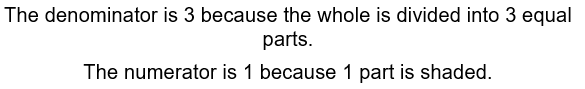 The denominator is 3 because the whole is divided into 3 equal
parts.
The numerator is 1 because 1 part is shaded.